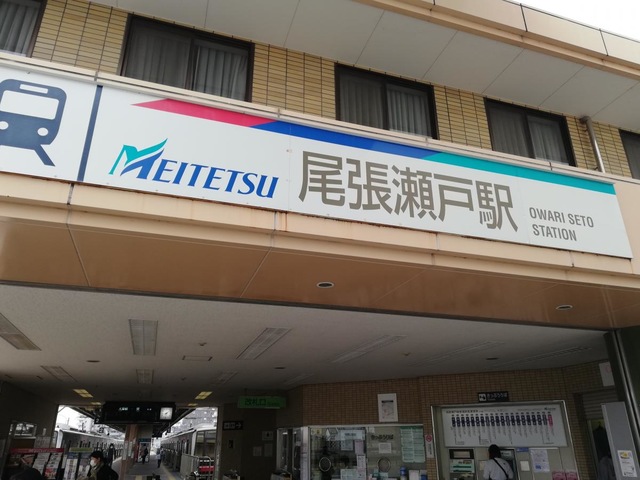 MEITETSU
尾張瀬戸駅
OWARI SETO
STATION